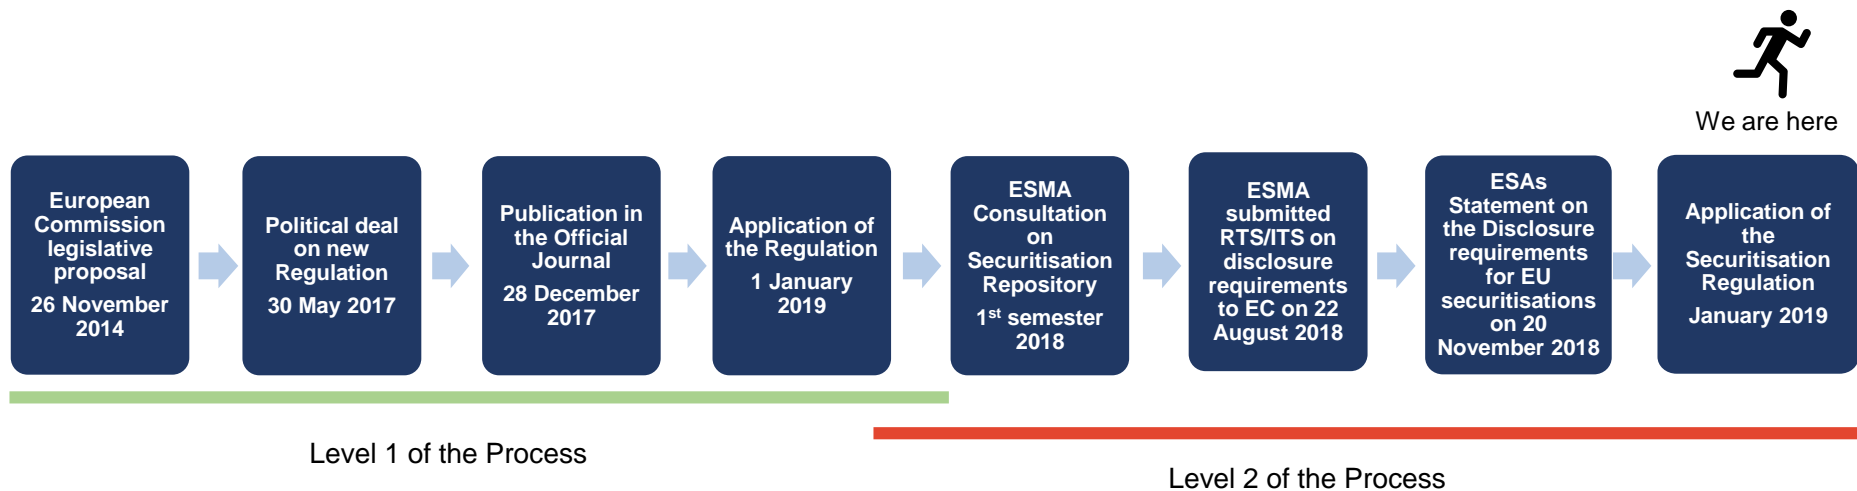 We are here
European
Commission
legislative
proposal
26 November
2014
Political deal
on new
Regulation
30 May 2017
Publication in
the Official
Journal
28 December
2017
Application of
the Regulation
1 January
2019
ESMA
Consultation
on
Securitisation
Repository
1st semester
2018
ESMA
submitted
RTS/ITS on
disclosure
requirements
to EC on 22
August 2018
ESAs
Statement on
the Disclosure
requirements
for EU
securitisations
on 20
November 2018
Application of
the
Securitisation
Regulation
January 2019
Level 1 of the Process
Level 2 of the Process